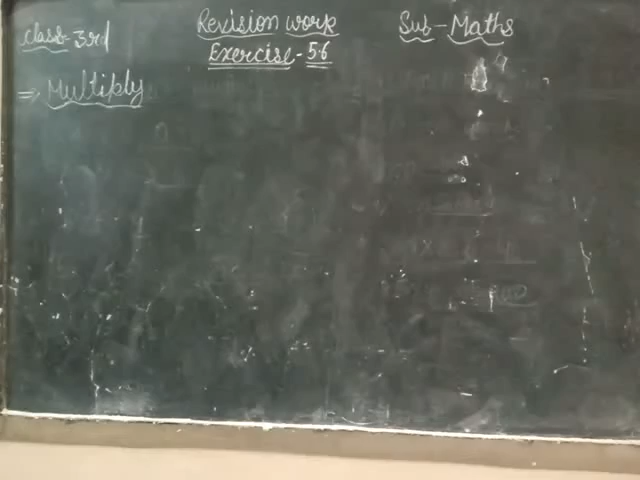 Class-3rd
Revision work
Sub-Maths
Exercise-5.6
⇒ Multiply